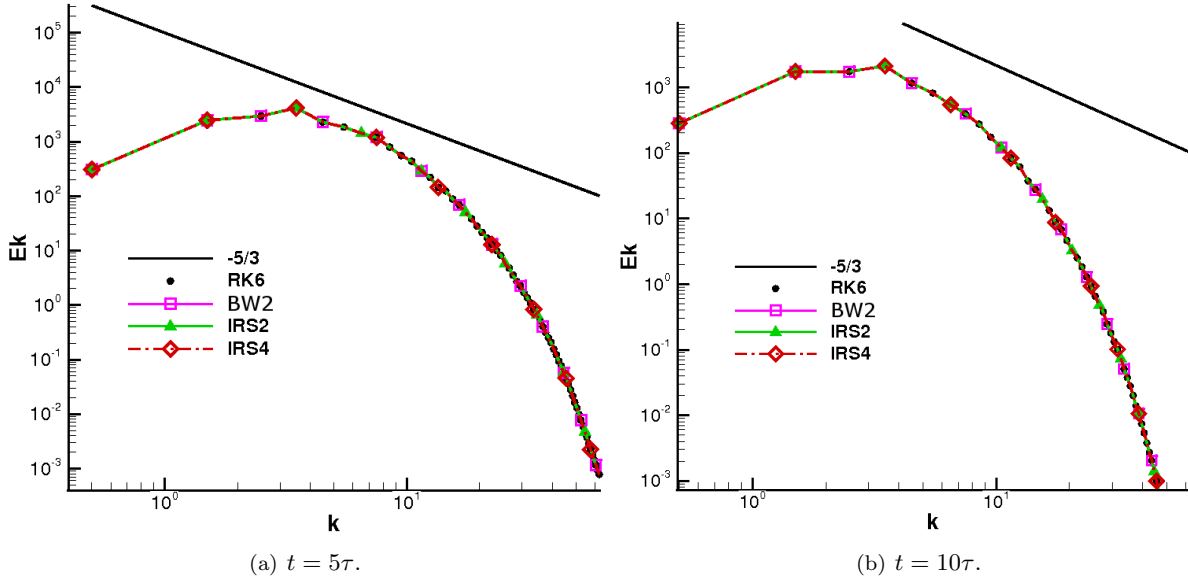 10^5
10^4
10^3
10^2
10^1
10^0
10^-1
10^-2
10^-3
Ek
-5/3
RK6
BW2
IRS2
IRS4
10^0
10^1
k
(a) t = 5τ.
10^3
10^2
10^1
10^0
10^-1
10^-2
10^-3
Ek
-5/3
RK6
BW2
IRS2
IRS4
10^0
10^1
k
(b) t = 10τ.